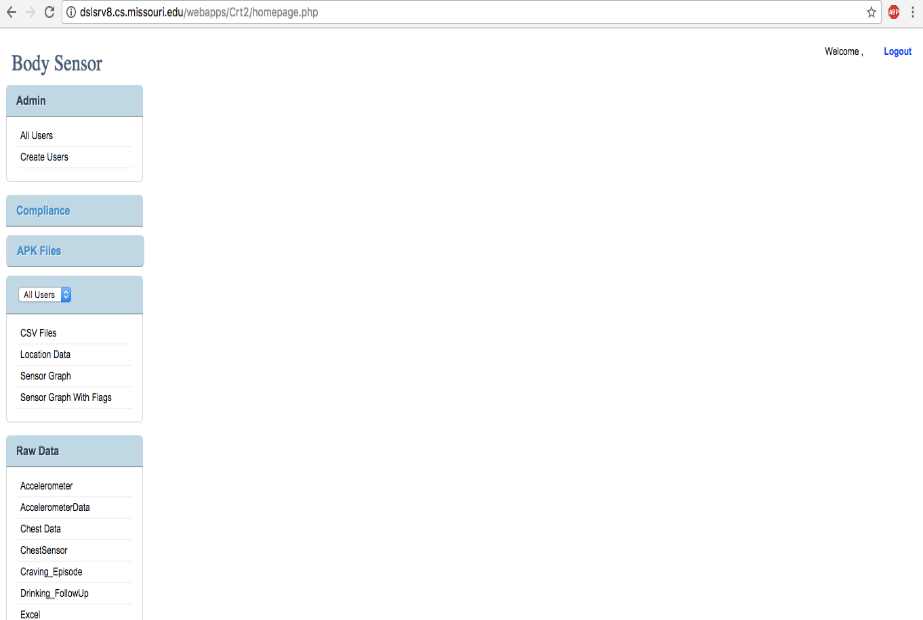 dslsrv8.cs.missouri.edu/webapps/Crt2/homepage.php
ABP
Welcome , Logout
Body Sensor
Admin
All Users
Create Users
Compliance
APK Files
All Users
CSV Files
Location Data
Sensor Graph
Sensor Graph With Flags
Raw Data
Accelerometer
AccelerometerData
Chest Data
ChestSensor
Craving_Episode
Drinking_FollowUp
Excel